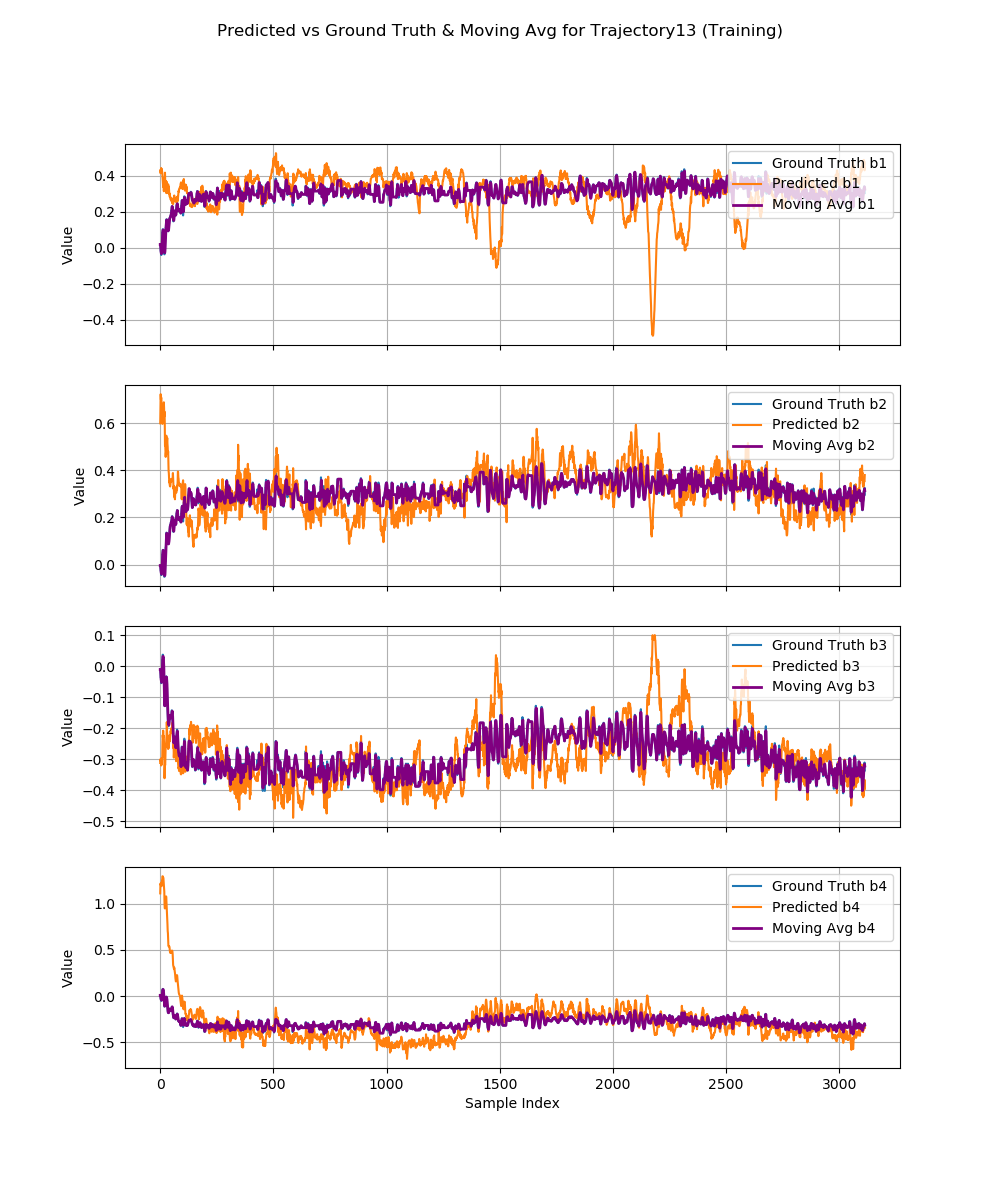 Predicted vs Ground Truth & Moving Avg for Trajectory13 (Training)
0.4
0.2
0.0
−0.2
−0.4
Value
Ground Truth b1
Predicted b1
Moving Avg b1
0.6
0.4
0.2
0.0
Value
Ground Truth b2
Predicted b2
Moving Avg b2
0.1
0.0
−0.1
−0.2
−0.3
−0.4
−0.5
Value
Ground Truth b3
Predicted b3
Moving Avg b3
1.0
0.5
0.0
−0.5
Value
Ground Truth b4
Predicted b4
Moving Avg b4
0 500 1000 1500 2000 2500 3000
Sample Index